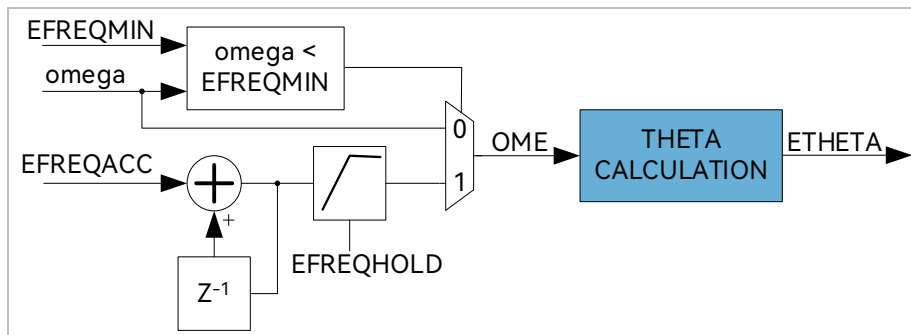 EFREQMIN
omega <
EFREQMIN
omega
0
OME
THETA
CALCULATION
ETHETA
EFREQACC
+
+
1
EFREQHOLD
Z⁻¹